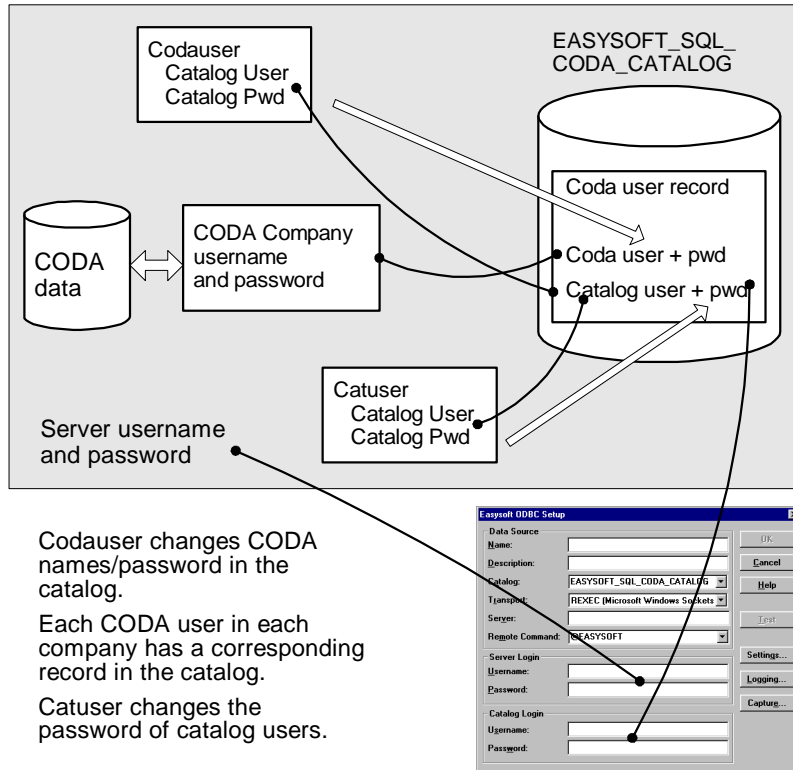 Codauser
Catalog User
Catalog Pwd
EASYSOFT_SQL_
CODA_CATALOG
Coda user record
CODA Company
username
and password
CODA
data
Coda user + pwd
Catalog user + pwd
Catuser
Catalog User
Catalog Pwd
Server username
and password
Codauser changes CODA
names/password in the
catalog.
Each CODA user in each
company has a corresponding
record in the catalog.
Catuser changes the
password of catalog users.
Easysoft ODBC Setup
Data Source
Name:
Description:
Catalog: EASYSOFT_SQL_CODA_CATALOG
Transport: REXEC (Microsoft Windows Sockets
Server:
Remote Command: @EASYSOFT
Server Login
Username:
Password:
Catalog Login
Username:
Password:
OK
Cancel
Help
Test
Settings...
Logging...
Capture...